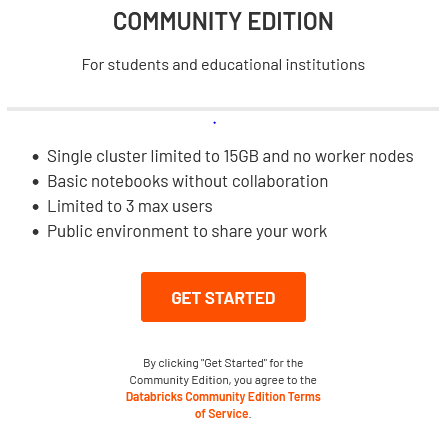 COMMUNITY EDITION
For students and educational institutions
• Single cluster limited to 15GB and no worker nodes
• Basic notebooks without collaboration
• Limited to 3 max users
• Public environment to share your work
GET STARTED
By clicking "Get Started" for the
Community Edition, you agree to the
Databricks Community Edition Terms
of Service.